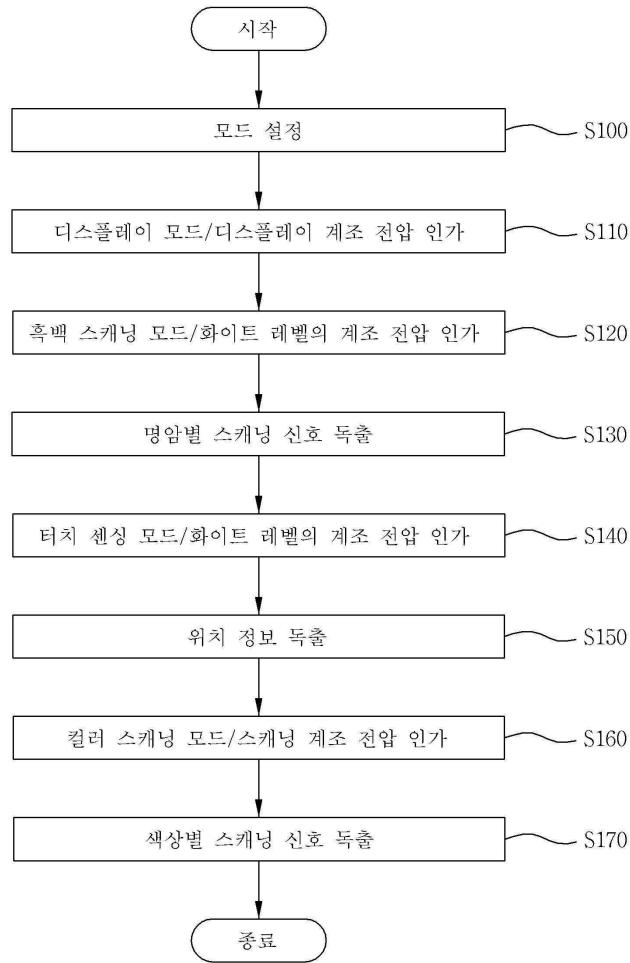 시작
모드 설정 S100
디스플레이 모드/디스플레이 계조 전압 인가 S110
흑백 스캐닝 모드/화이트 레벨의 계조 전압 인가 S120
명암별 스캐닝 신호 독출 S130
터치 센싱 모드/화이트 레벨의 계조 전압 인가 S140
위치 정보 독출 S150
컬러 스캐닝 모드/스캐닝 계조 전압 인가 S160
색상별 스캐닝 신호 독출 S170
종료